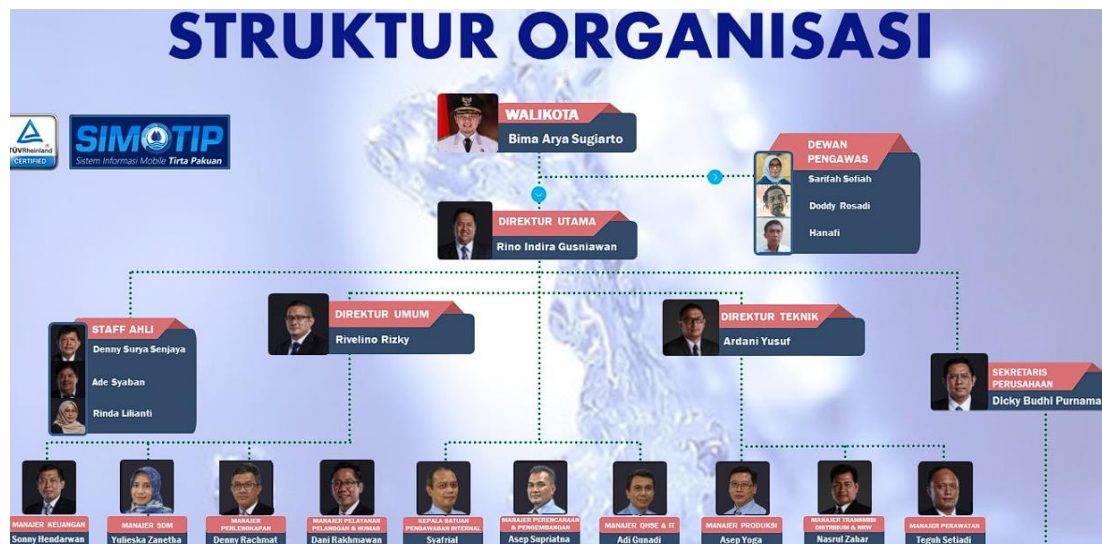 STRUKTUR ORGANISASI
TÜVRheinland
CERTIFIED
SIMOTIP
Sistem Informasi Mobile Tirta Pakuan
WALIKOTA
Bima Arya Sugiarto
DEWAN
PENGAWAS
Sarifah Sofiah
Doddy Rosadi
Hanafi
DIREKTUR UTAMA
Rino Indira Gusniawan
STAFF AHLI
Denny Surya Senjaya
Ade Syaban
Rinda Lilianti
DIREKTUR UMUM
Rivelino Rizky
DIREKTUR TEKNIK
Ardani Yusuf
SEKRETARIS
PERUSAHAAN
Dicky Budhi Purnama
MANAJER KEUANGAN
Sonny Hendarwan
MANAJER SDM
Yulieska Zanetha
MANAJER
PERLENGKAPAN
Denny Rachmat
MANAJER PELAYANAN
PELANGGAN & HUMAS
Dani Rakhmawan
KEPALA SATUAN
PENGAWASAN INTERNAL
Syafrial
MANAJER PERENCANAAN
& PENGEMBANGAN
Asep Supriatna
MANAJER QHSE & IT
Adi Gunadi
MANAJER PRODUKSI
Asep Yoga
MANAJER TRANSMISI
DISTRIBUSI & NRW
Nasrul Zahar
MANAJER PERAWATAN
Teguh Setiadi